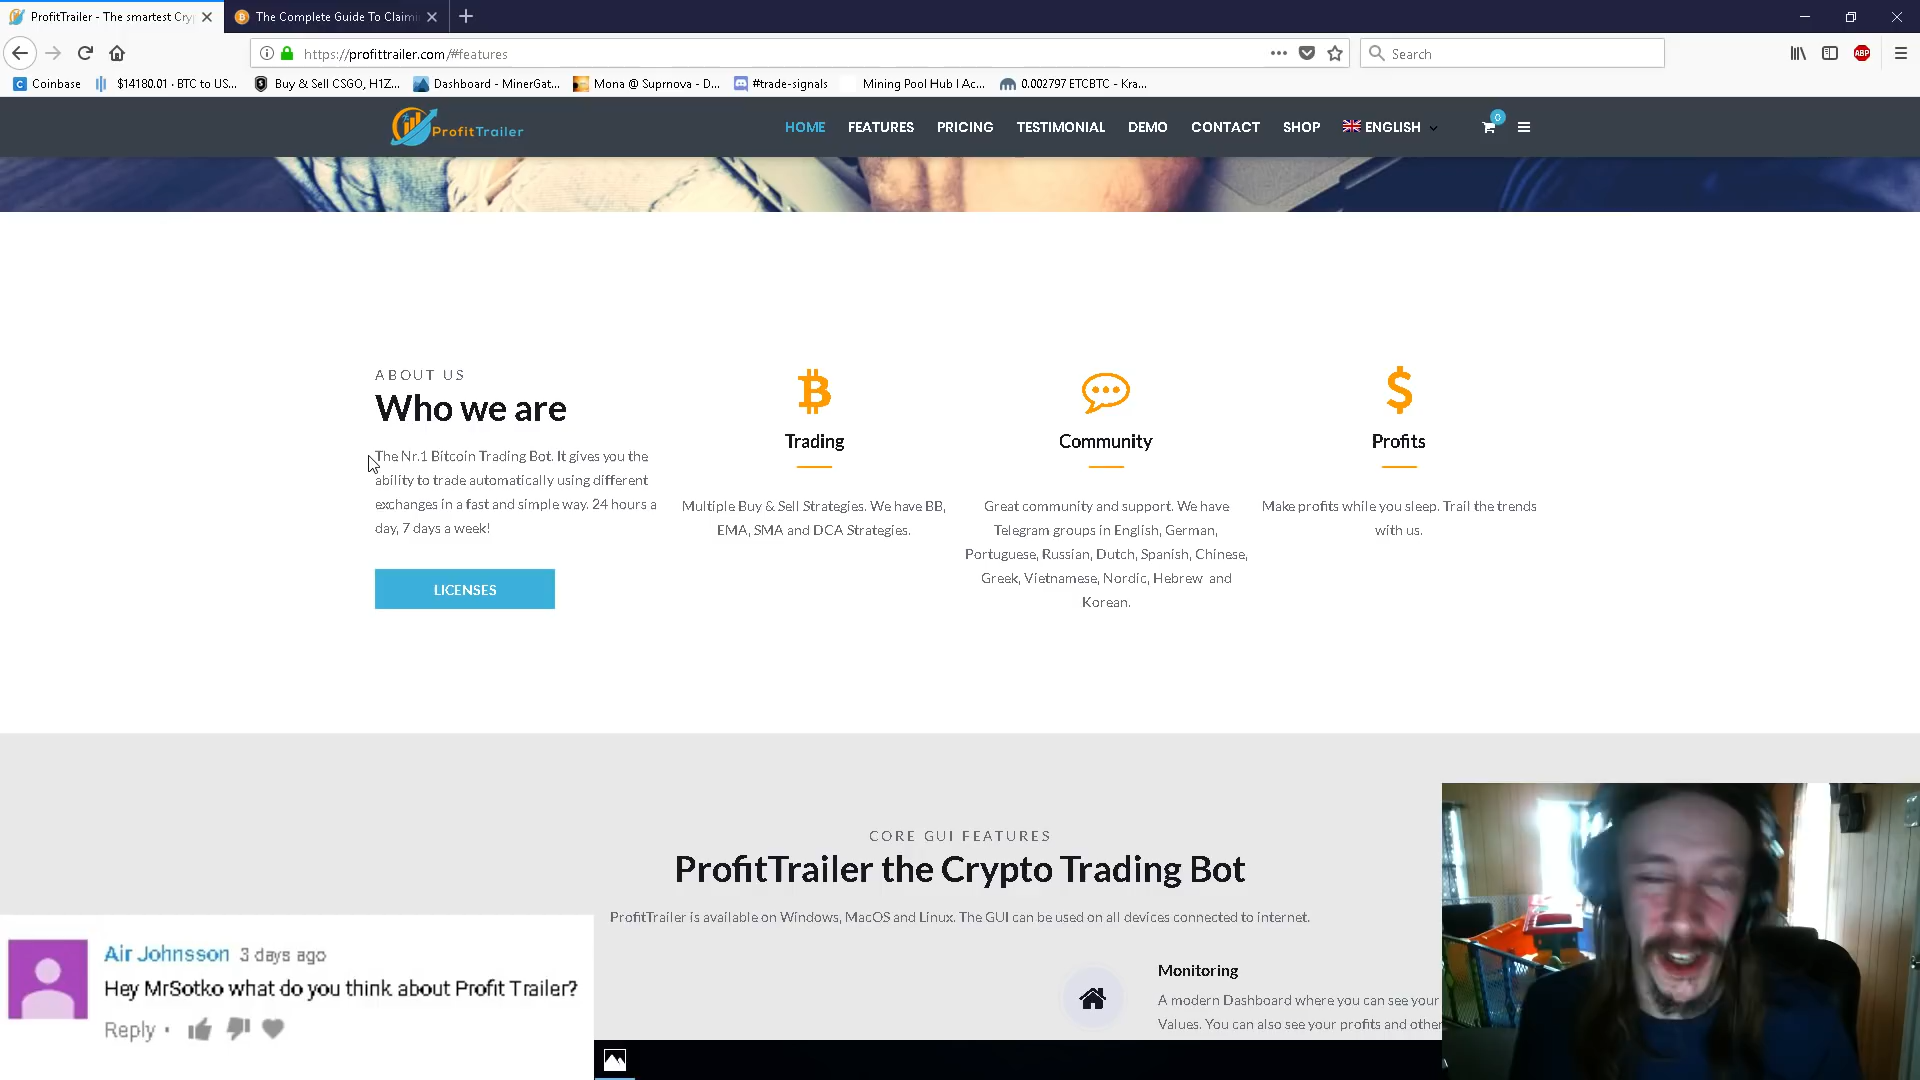 ProfitTrailer - The smartest Cry
The Complete Guide To Claimi
https://profittrailer.com/#features
Search
ABP
Coinbase
$14180.01 · BTC to US...
Buy & Sell CSGO, H1Z...
Dashboard - MinerGat...
Mona @ Suprnova - D...
#trade-signals
Mining Pool Hub | Ac...
0.002797 ETCBTC - Kra...
ProfitTrailer
HOME
FEATURES
PRICING
TESTIMONIAL
DEMO
CONTACT
SHOP
ENGLISH
0
ABOUT US
Who we are
The Nr.1 Bitcoin Trading Bot. It gives you the
ability to trade automatically using different
exchanges in a fast and simple way. 24 hours a
day, 7 days a week!
LICENSES
Trading
Multiple Buy & Sell Strategies. We have BB,
EMA, SMA and DCA Strategies.
Community
Great community and support. We have
Telegram groups in English, German,
Portuguese, Russian, Dutch, Spanish, Chinese,
Greek, Vietnamese, Nordic, Hebrew and
Korean.
Profits
Make profits while you sleep. Trail the trends
with us.
CORE GUI FEATURES
ProfitTrailer the Crypto Trading Bot
ProfitTrailer is available on Windows, MacOS and Linux. The GUI can be used on all devices connected to internet.
Monitoring
A modern Dashboard where you can see your
Values. You can also see your profits and other
Air Johnsson 3 days ago
Hey MrSotko what do you think about Profit Trailer?
Reply ·